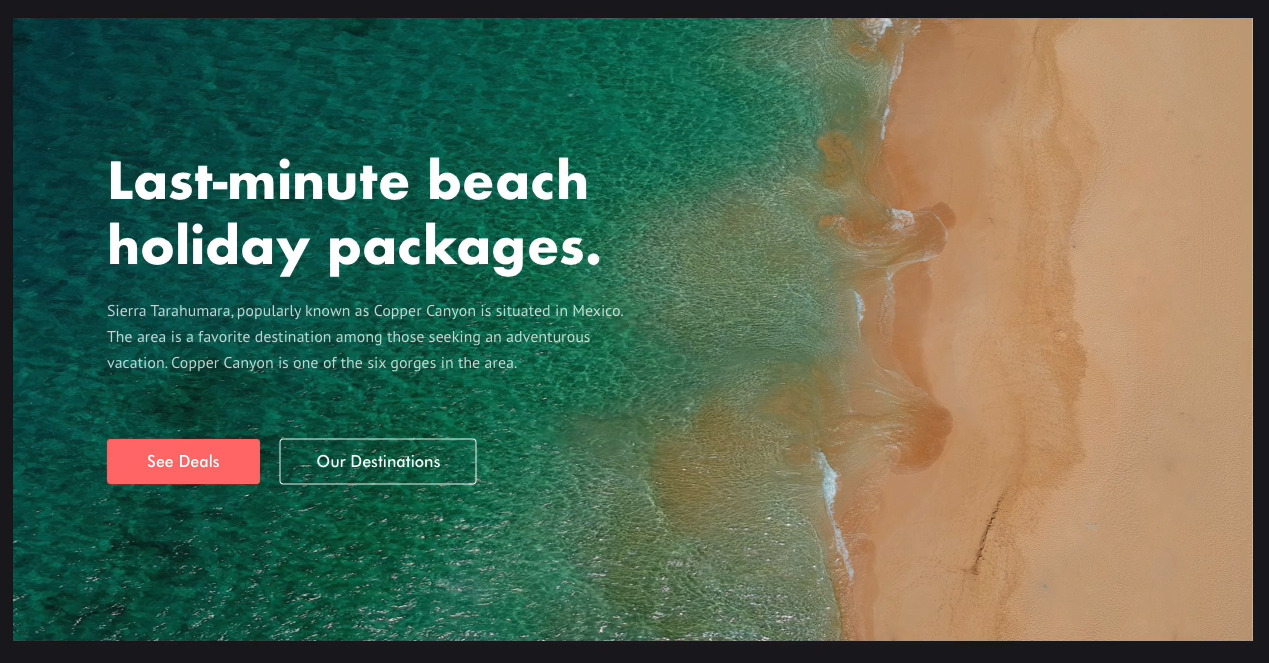 Last-minute beach
holiday packages.
Sierra Tarahumara, popularly known as Copper Canyon is situated in Mexico.
The area is a favorite destination among those seeking an adventurous
vacation. Copper Canyon is one of the six gorges in the area.
See Deals
Our Destinations